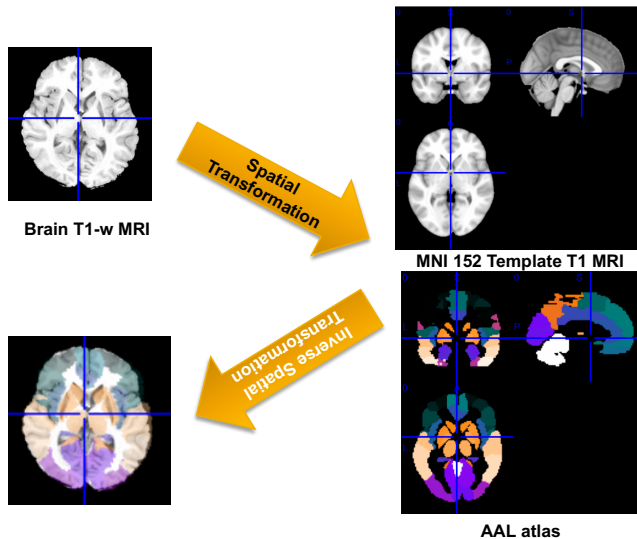 Spatial
Transformation
Brain T1-w MRI
MNI 152 Template T1 MRI
Inverse Spatial
Transformation
AAL atlas